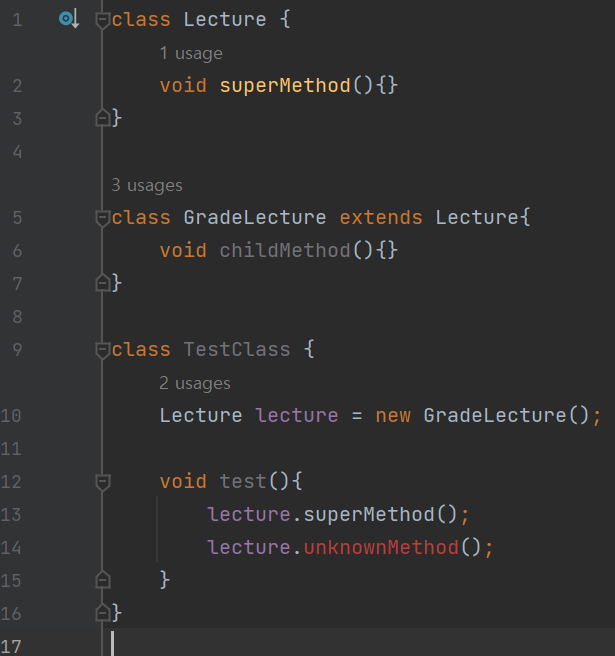 1 class Lecture {
1 usage
2 void superMethod(){}
3 }
4
3 usages
5 class GradeLecture extends Lecture{
6 void childMethod(){}
7 }
8
9 class TestClass {
2 usages
10 Lecture lecture = new GradeLecture();
11
12 void test(){
13 lecture.superMethod();
14 lecture.unknownMethod();
15 }
16 }
17